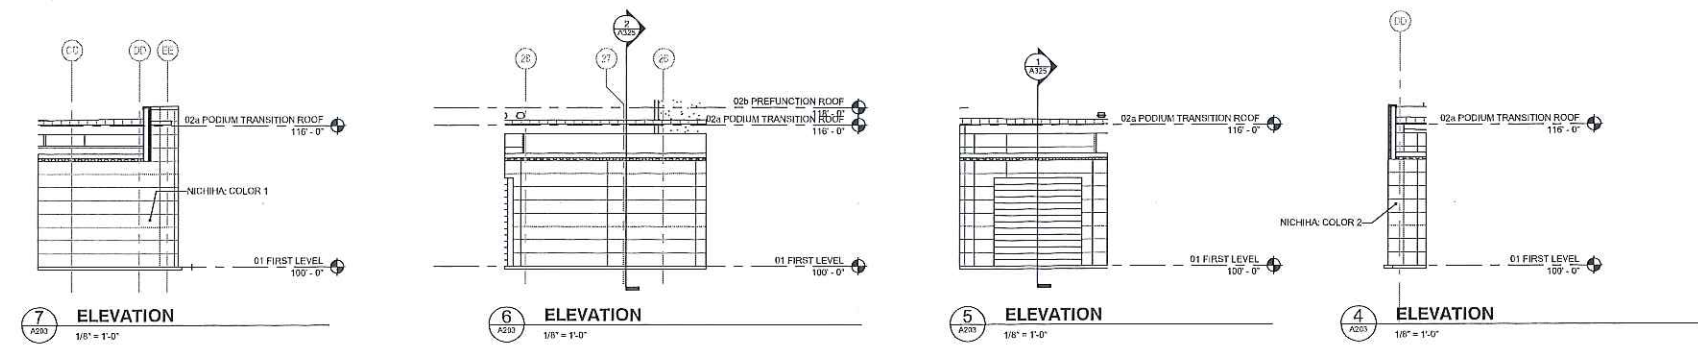 CC
DD
EE
02a PODIUM TRANSITION ROOF
116' - 0"
NICHIHA: COLOR 1
01 FIRST LEVEL
100' - 0"
7
A203
ELEVATION
1/8" = 1'-0"
2
A325
27
02b PREFUNCTION ROOF
02a PODIUM TRANSITION ROOF
116' - 0"
01 FIRST LEVEL
100' - 0"
6
A203
ELEVATION
1/8" = 1'-0"
1
A325
02a PODIUM TRANSITION ROOF
116' - 0"
01 FIRST LEVEL
100' - 0"
5
A203
ELEVATION
1/8" = 1'-0"
DD
02a PODIUM TRANSITION ROOF
116' - 0"
NICHIHA: COLOR 2
01 FIRST LEVEL
100' - 0"
4
A203
ELEVATION
1/8" = 1'-0"